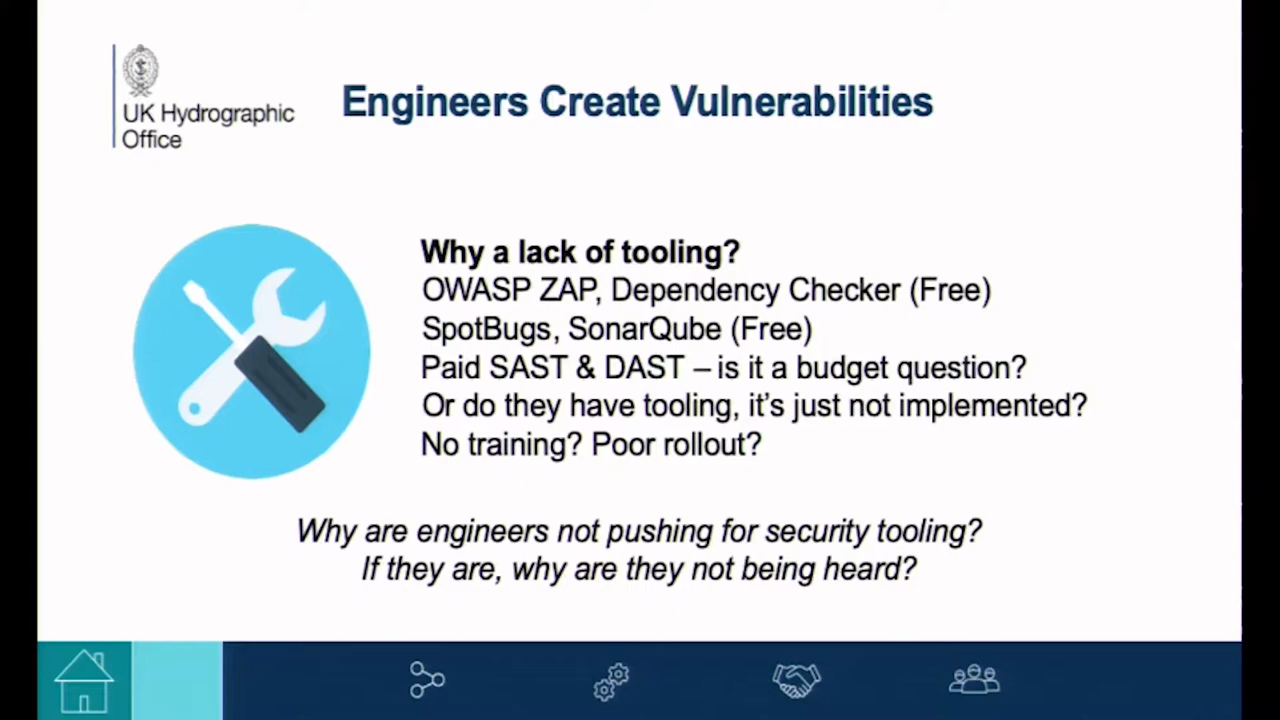 UK Hydrographic
Office
Engineers Create Vulnerabilities
Why a lack of tooling?
OWASP ZAP, Dependency Checker (Free)
SpotBugs, SonarQube (Free)
Paid SAST & DAST – is it a budget question?
Or do they have tooling, it’s just not implemented?
No training? Poor rollout?
Why are engineers not pushing for security tooling?
If they are, why are they not being heard?